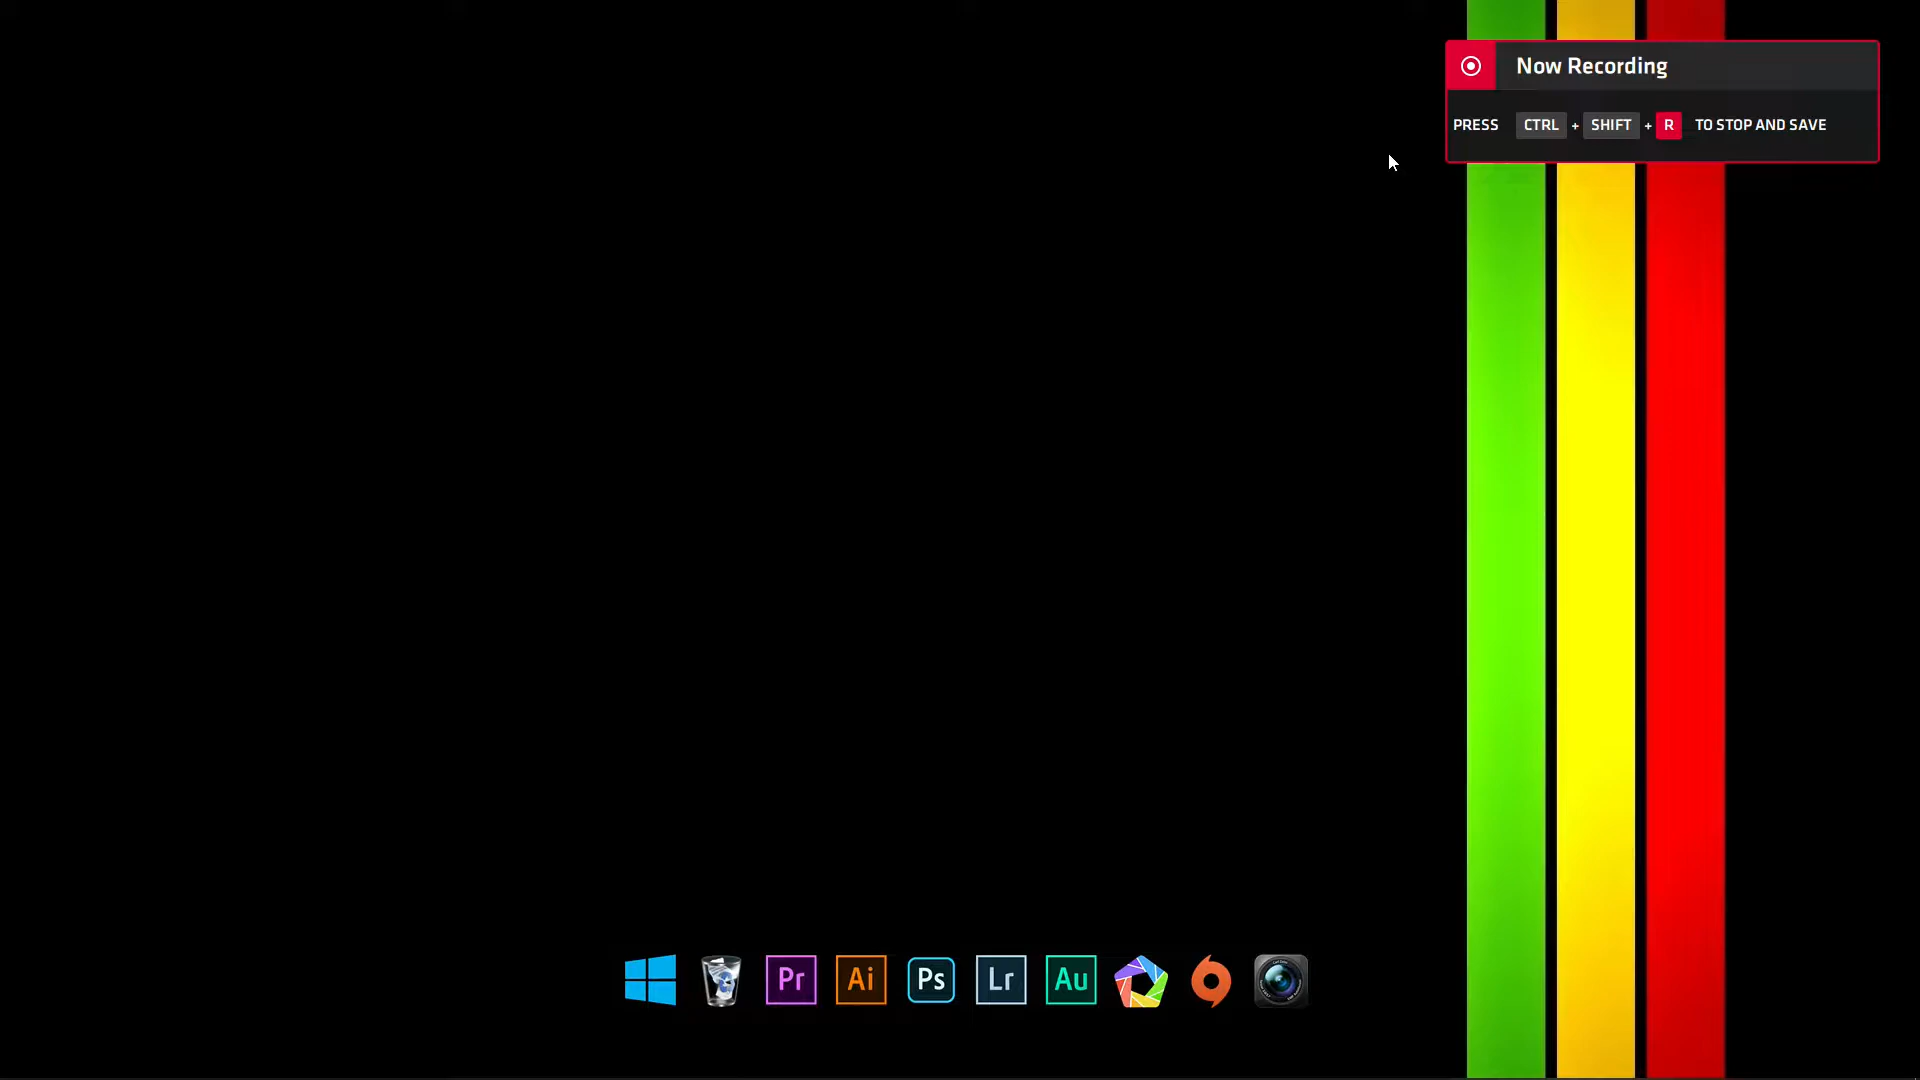 Now Recording
PRESS CTRL + SHIFT + R TO STOP AND SAVE
Pr Ai Ps Lr Au